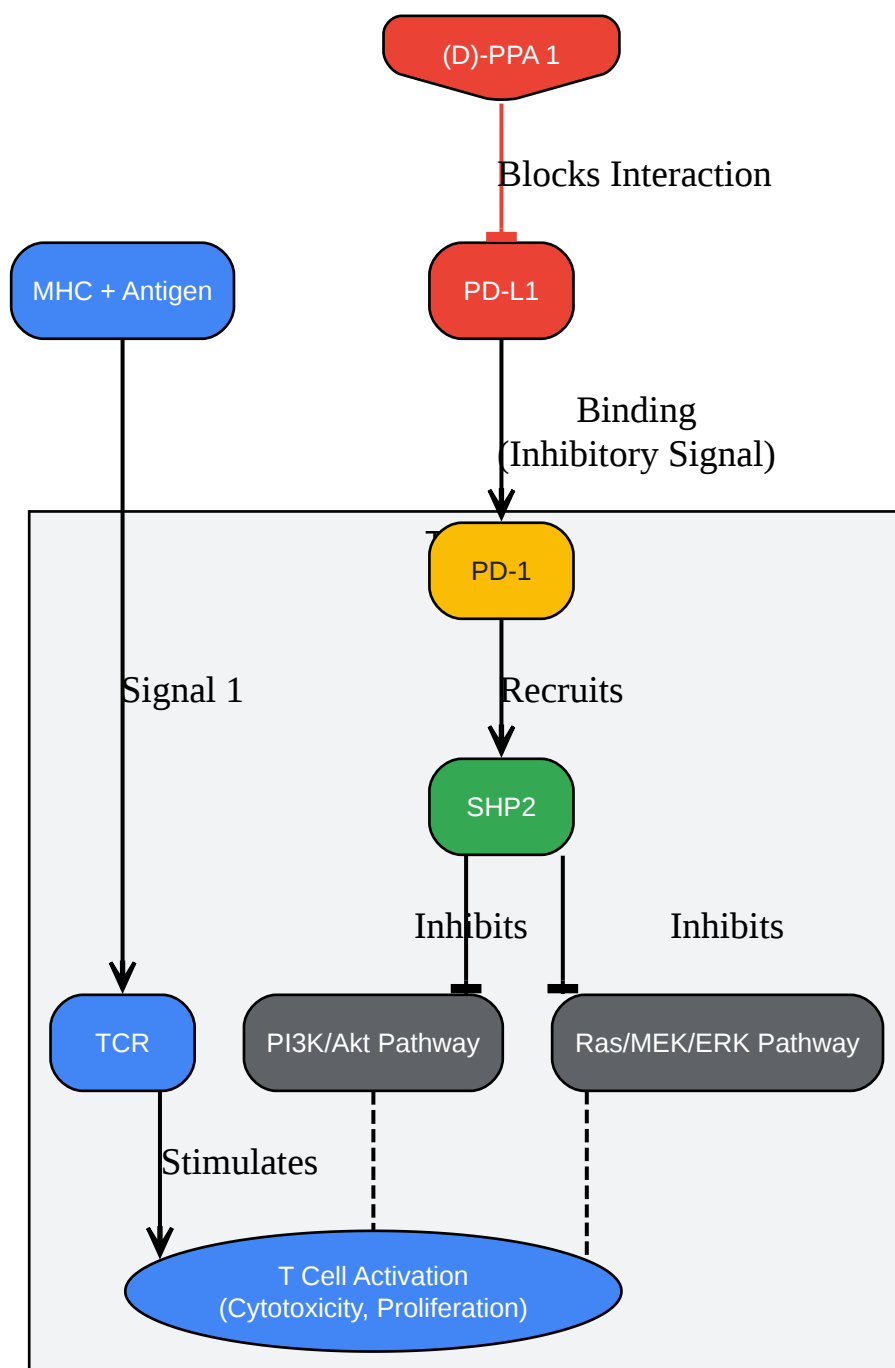 (D)-PPA 1
Blocks Interaction
MHC + Antigen
PD-L1
Binding
(Inhibitory Signal)
PD-1
Signal 1
Recruits
SHP2
Inhibits
Inhibits
TCR
PI3K/Akt Pathway
Ras/MEK/ERK Pathway
Stimulates
T Cell Activation
(Cytotoxicity, Proliferation)